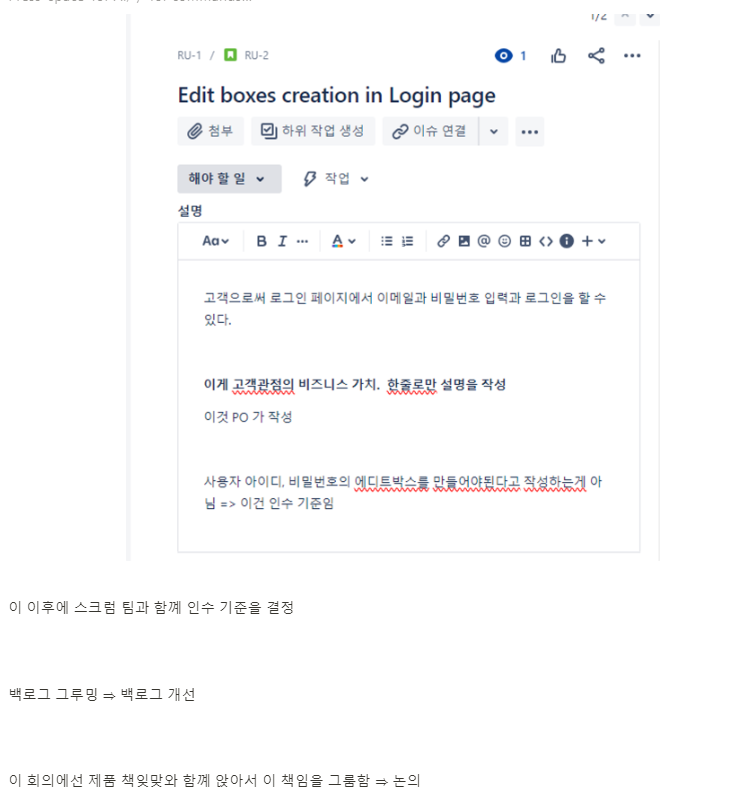 1/2
RU-1 / RU-2
1
Edit boxes creation in Login page
첨부 하위 작업 생성 이슈 연결
해야 할 일 작업
설명
Aa B I A
고객으로써 로그인 페이지에서 이메일과 비밀번호 입력과 로그인을 할 수
있다.
이게 고객관점의 비즈니스 가치. 한줄로만 설명을 작성
이것 PO 가 작성
사용자 아이디, 비밀번호의 에디트박스를 만들어야된다고 작성하는게 아
님 => 이건 인수 기준임
이 이후에 스크럼 팀과 함꼐 인수 기준을 결정
백로그 그루밍 ⇒ 백로그 개선
이 회의에선 제품 책잊맞와 함꼐 앉아서 이 책임을 그룸함 ⇒ 논의